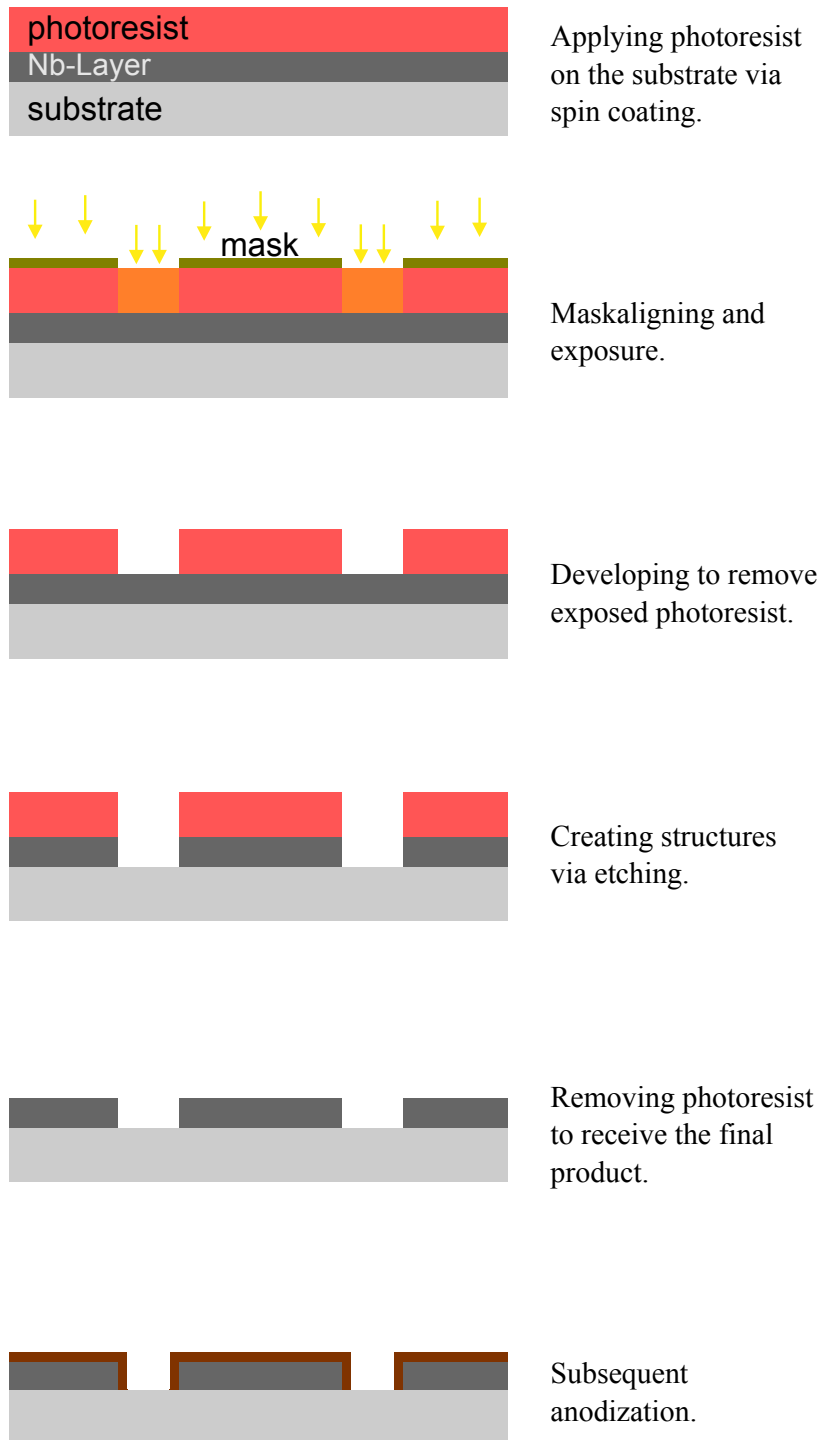 photoresist
Nb-Layer
substrate
Applying photoresist
on the substrate via
spin coating.
mask
Maskaligning and
exposure.
Developing to remove
exposed photoresist.
Creating structures
via etching.
Removing photoresist
to receive the final
product.
Subsequent
anodization.